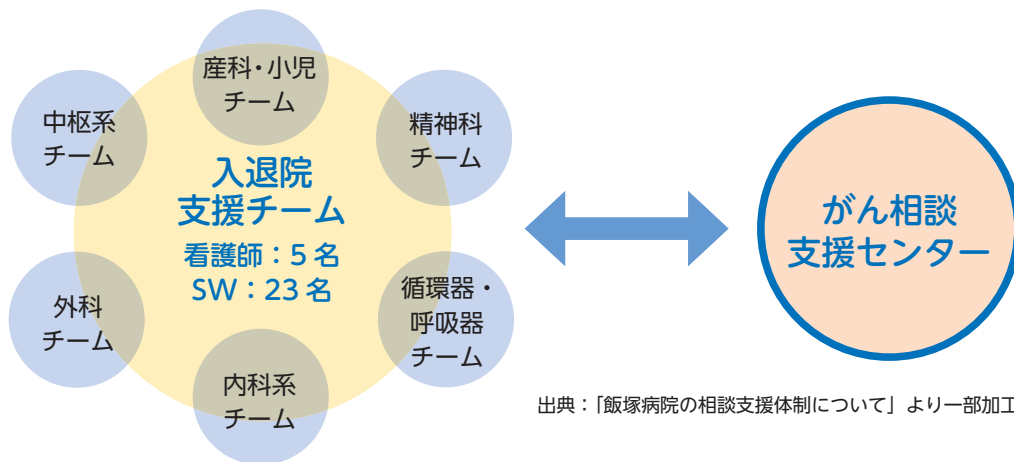 産科・小児
チーム
中枢系
チーム
精神科
チーム
入退院
支援チーム
看護師：5 名
SW：23 名
外科
チーム
循環器・
呼吸器
チーム
内科系
チーム
がん相談
支援センター
出典：「飯塚病院の相談支援体制について」より一部加工